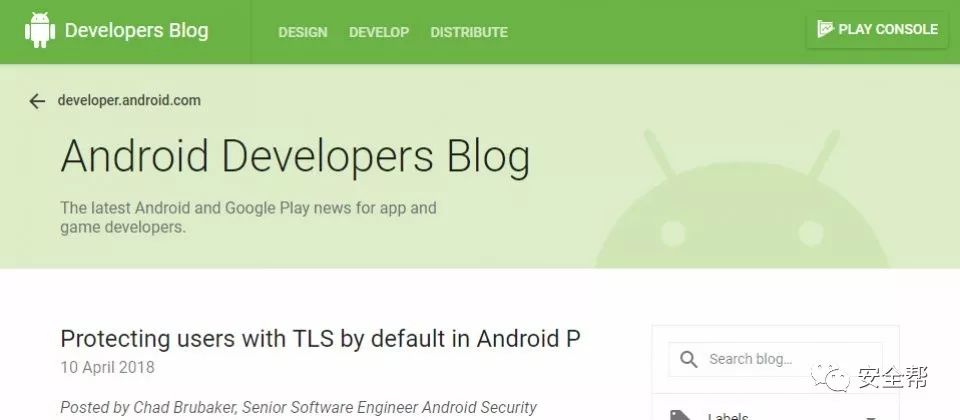 Developers Blog
DESIGN DEVELOP DISTRIBUTE
PLAY CONSOLE
developer.android.com
Android Developers Blog
The latest Android and Google Play news for app and
game developers.
Protecting users with TLS by default in Android P
10 April 2018
Posted by Chad Brubaker, Senior Software Engineer Android Security
Search blog...
安全帮
Labels